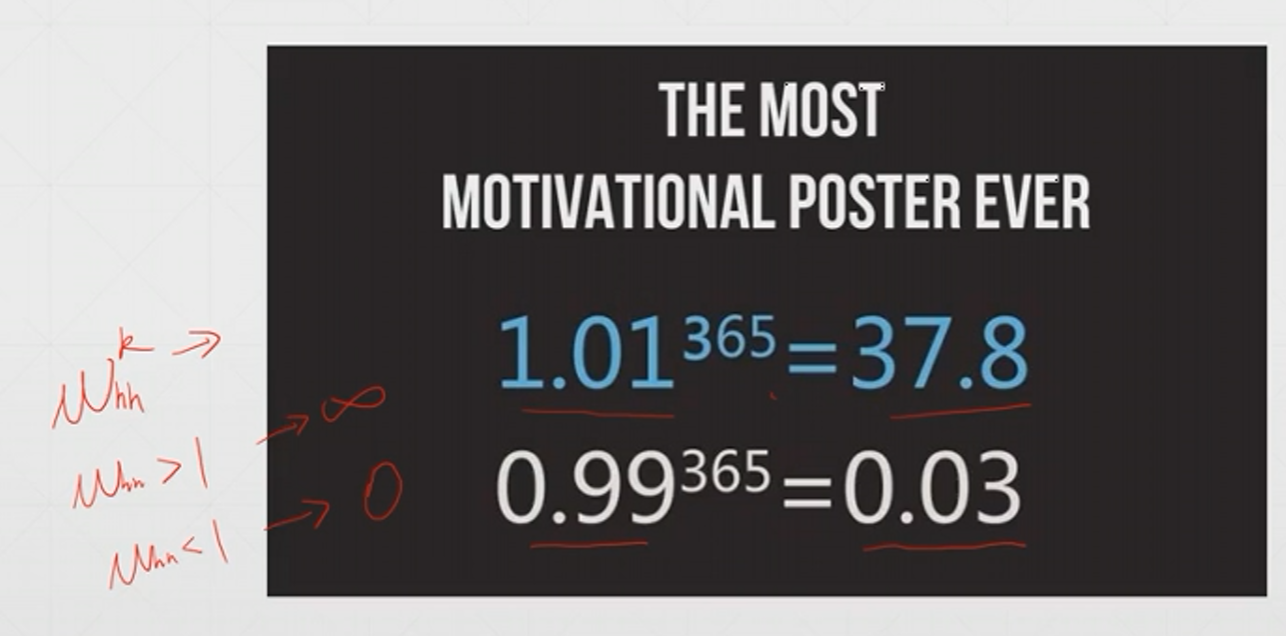 THE MOST
MOTIVATIONAL POSTER EVER
1.01³⁶⁵=37.8
0.99³⁶⁵=0.03
Whhᵏ →
Whh>1 → ∞
Whh<1 → 0